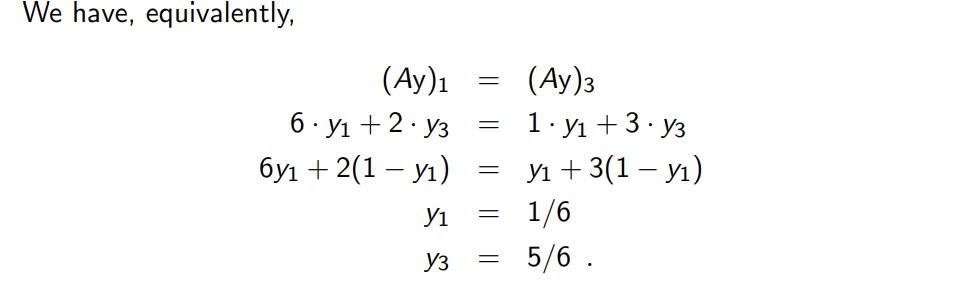 We have, equivalently,
(Ay)₁ = (Ay)₃
6 · y₁ + 2 · y₃ = 1 · y₁ + 3 · y₃
6y₁ + 2(1 − y₁) = y₁ + 3(1 − y₁)
y₁ = 1/6
y₃ = 5/6 .